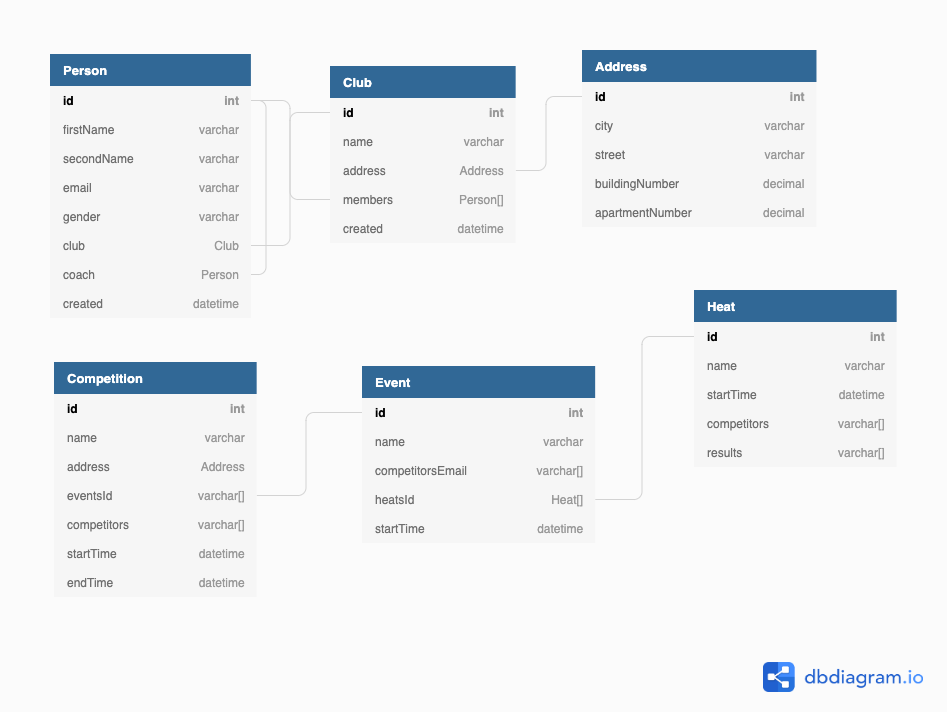 Person
id int
firstName varchar
secondName varchar
email varchar
gender varchar
club Club
coach Person
created datetime
Club
id int
name varchar
address Address
members Person[]
created datetime
Address
id int
city varchar
street varchar
buildingNumber decimal
apartmentNumber decimal
Competition
id int
name varchar
address Address
eventsId varchar[]
competitors varchar[]
startTime datetime
endTime datetime
Event
id int
name varchar
competitorsEmail varchar[]
heatsId Heat[]
startTime datetime
Heat
id int
name varchar
startTime datetime
competitors varchar[]
results varchar[]
dbdiagram.io